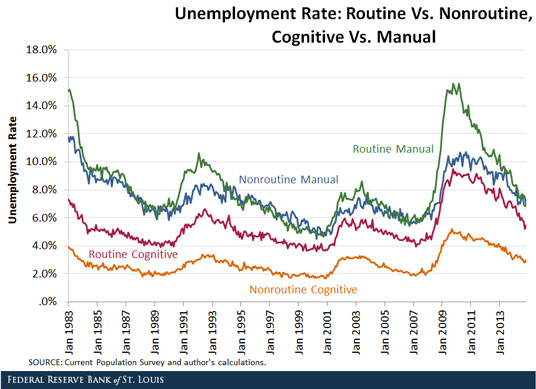 Unemployment Rate: Routine Vs. Nonroutine,
Cognitive Vs. Manual
Unemployment Rate
18.0%
16.0%
14.0%
12.0%
10.0%
8.0%
6.0%
4.0%
2.0%
.0%
Routine Manual
Nonroutine Manual
Routine Cognitive
Nonroutine Cognitive
Jan 1983
Jan 1985
Jan 1987
Jan 1989
Jan 1991
Jan 1993
Jan 1995
Jan 1997
Jan 1999
Jan 2001
Jan 2003
Jan 2005
Jan 2007
Jan 2009
Jan 2011
Jan 2013
SOURCE: Current Population Survey and author's calculations.
FEDERAL RESERVE BANK of ST. LOUIS